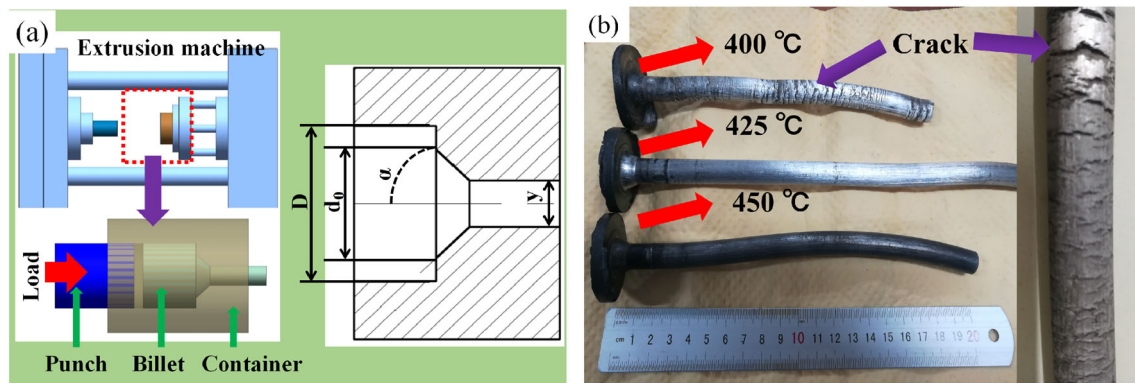 (a)
Extrusion machine
Load
Punch
Billet
Container
D
d₀
α
y
(b)
400 ℃
Crack
425 ℃
450 ℃
cm 1 2 3 4 5 6 7 8 9 10 11 12 13 14 15 16 17 18 19 20